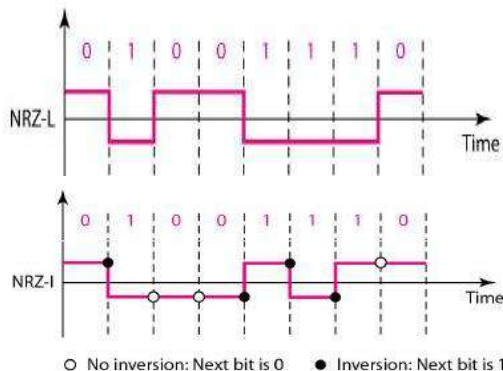 0 1 0 0 1 1 1 0
NRZ-L
Time
0 1 0 0 1 1 1 0
NRZ-I
Time
○ No inversion: Next bit is 0 ● Inversion: Next bit is 1